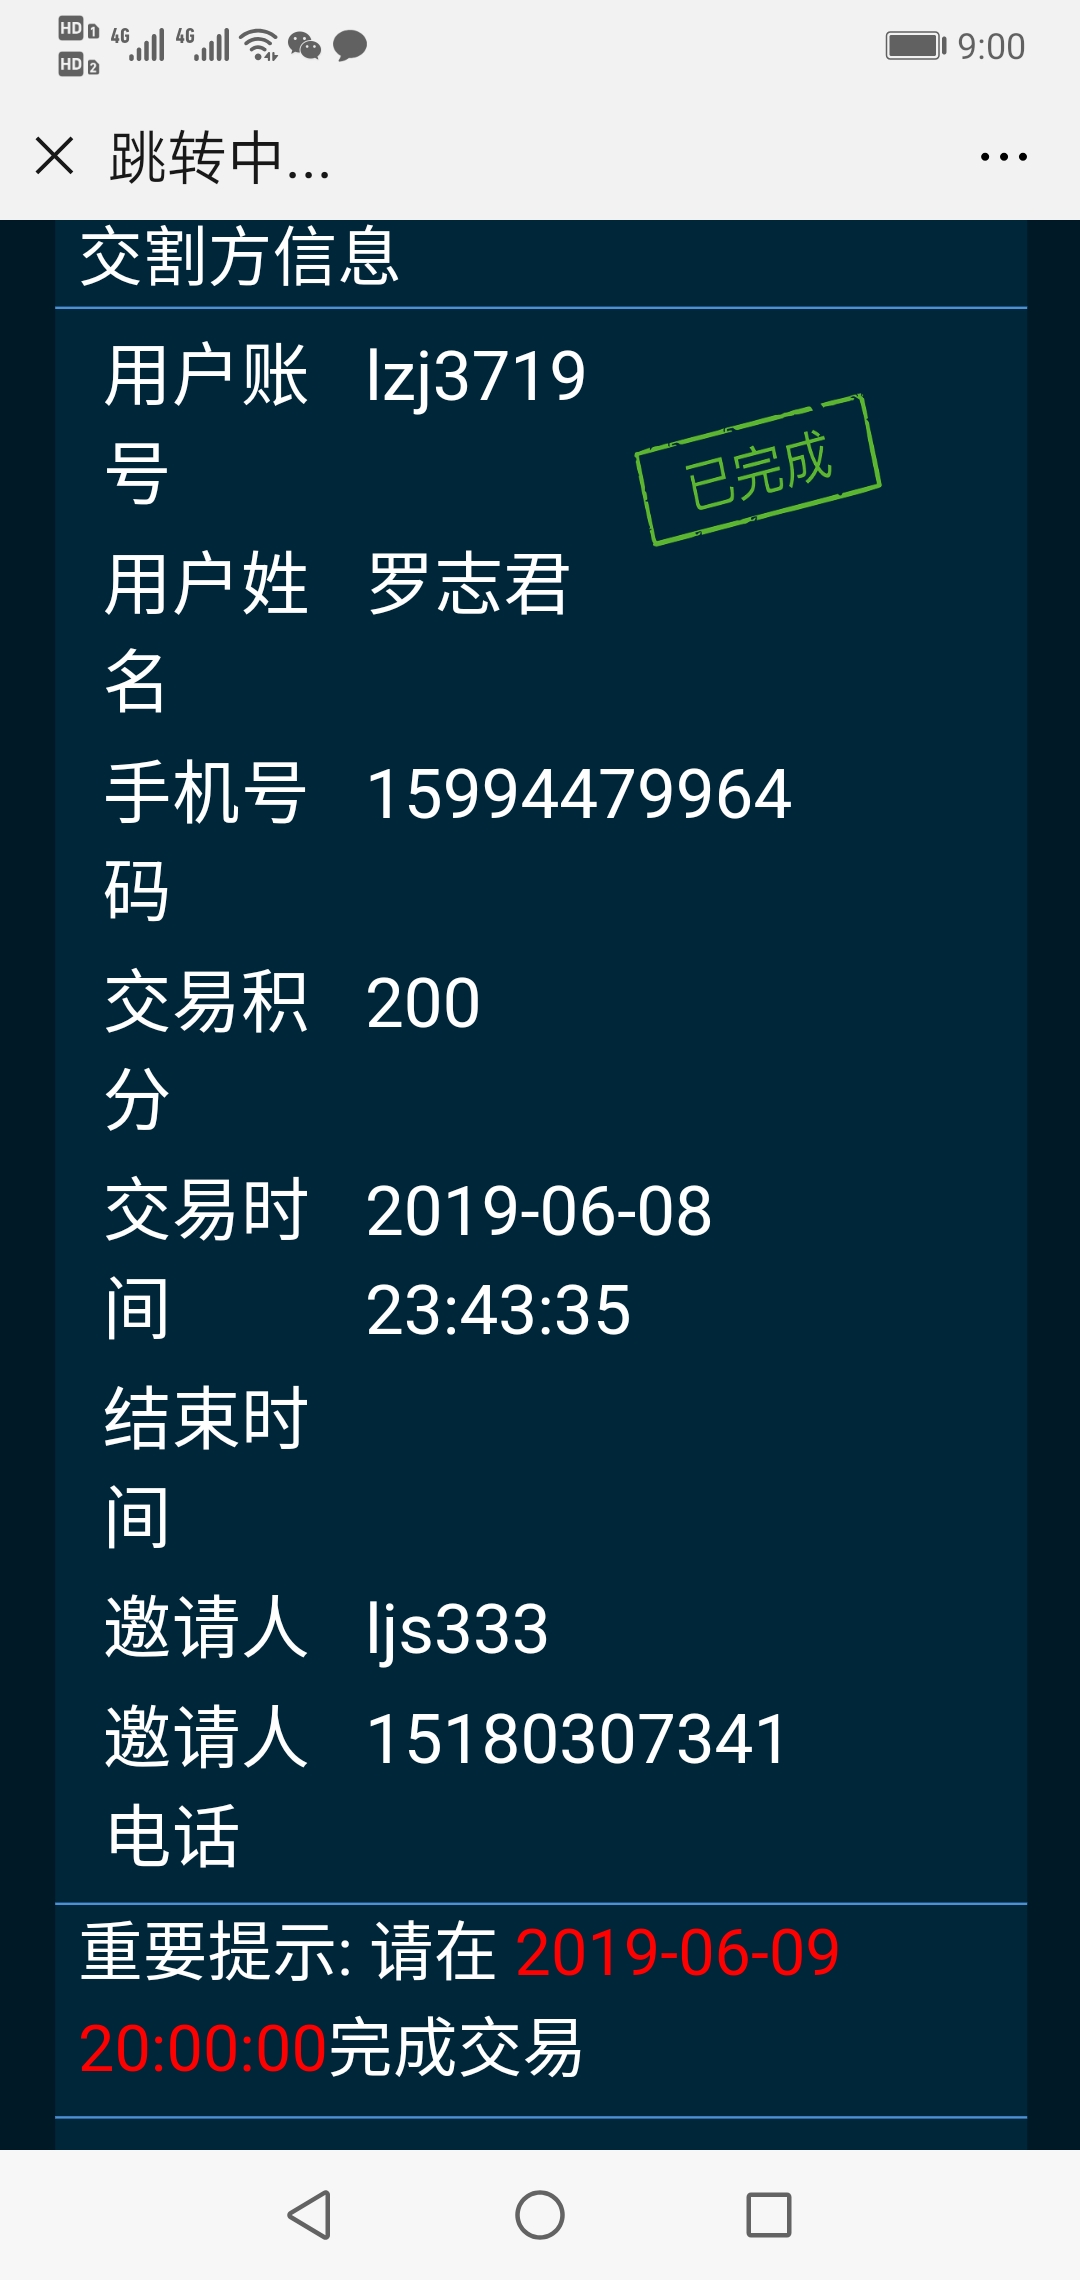 HD 1 4G 4G 9:00
HD 2
跳转中...
交割方信息
用户账号 lzj3719
已完成
用户姓名 罗志君
手机号码 15994479964
交易积分 200
交易时间 2019-06-08 23:43:35
结束时间
邀请人 ljs333
邀请人电话 15180307341
重要提示: 请在 2019-06-09
20:00:00完成交易